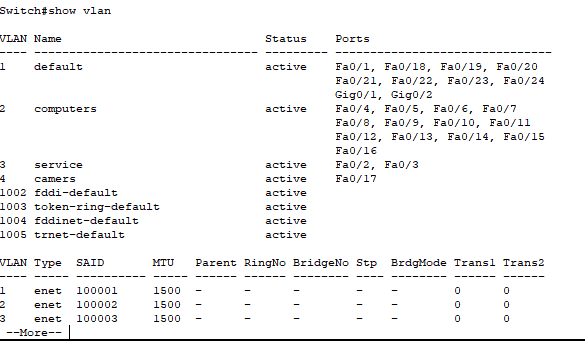 Switch#show vlan
VLAN Name Status Ports
---- -------------------------------- --------- -------------------------------
1 default active Fa0/1, Fa0/18, Fa0/19, Fa0/20
Fa0/21, Fa0/22, Fa0/23, Fa0/24
Gig0/1, Gig0/2
2 computers active Fa0/4, Fa0/5, Fa0/6, Fa0/7
Fa0/8, Fa0/9, Fa0/10, Fa0/11
Fa0/12, Fa0/13, Fa0/14, Fa0/15
Fa0/16
3 service active Fa0/2, Fa0/3
4 camers active Fa0/17
1002 fddi-default active
1003 token-ring-default active
1004 fddinet-default active
1005 trnet-default active
VLAN Type SAID MTU Parent RingNo BridgeNo Stp BrdgMode Trans1 Trans2
---- ----- ---------- ----- ------ ------ -------- ---- -------- ------ ------
1 enet 100001 1500 - - - - - 0 0
2 enet 100002 1500 - - - - - 0 0
3 enet 100003 1500 - - - - - 0 0
--More--